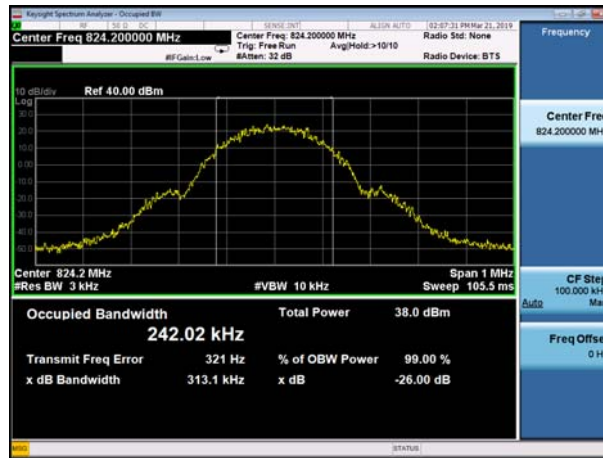 Keysight Spectrum Analyzer - Occupied BW
RF 50 Ω DC SENSE:INT ALIGN AUTO 02:07:31 PM Mar 21, 2019
Center Freq 824.200000 MHz
Center Freq: 824.200000 MHz
Radio Std: None
Trig: Free Run Avg|Hold:>10/10
#IFGain:Low #Atten: 32 dB Radio Device: BTS
10 dB/div Ref 40.00 dBm
Log
30.0
20.0
10.0
0.00
-10.0
-20.0
-30.0
-40.0
-50.0
Center 824.2 MHz Span 1 MHz
#Res BW 3 kHz #VBW 10 kHz Sweep 105.5 ms
Occupied Bandwidth Total Power 38.0 dBm
242.02 kHz
Transmit Freq Error 321 Hz % of OBW Power 99.00 %
x dB Bandwidth 313.1 kHz x dB -26.00 dB
MSG STATUS
Frequency
Center Fre
824.200000 MH
CF Ste
100.000 kH
Auto Ma
Freq Offse
0 H